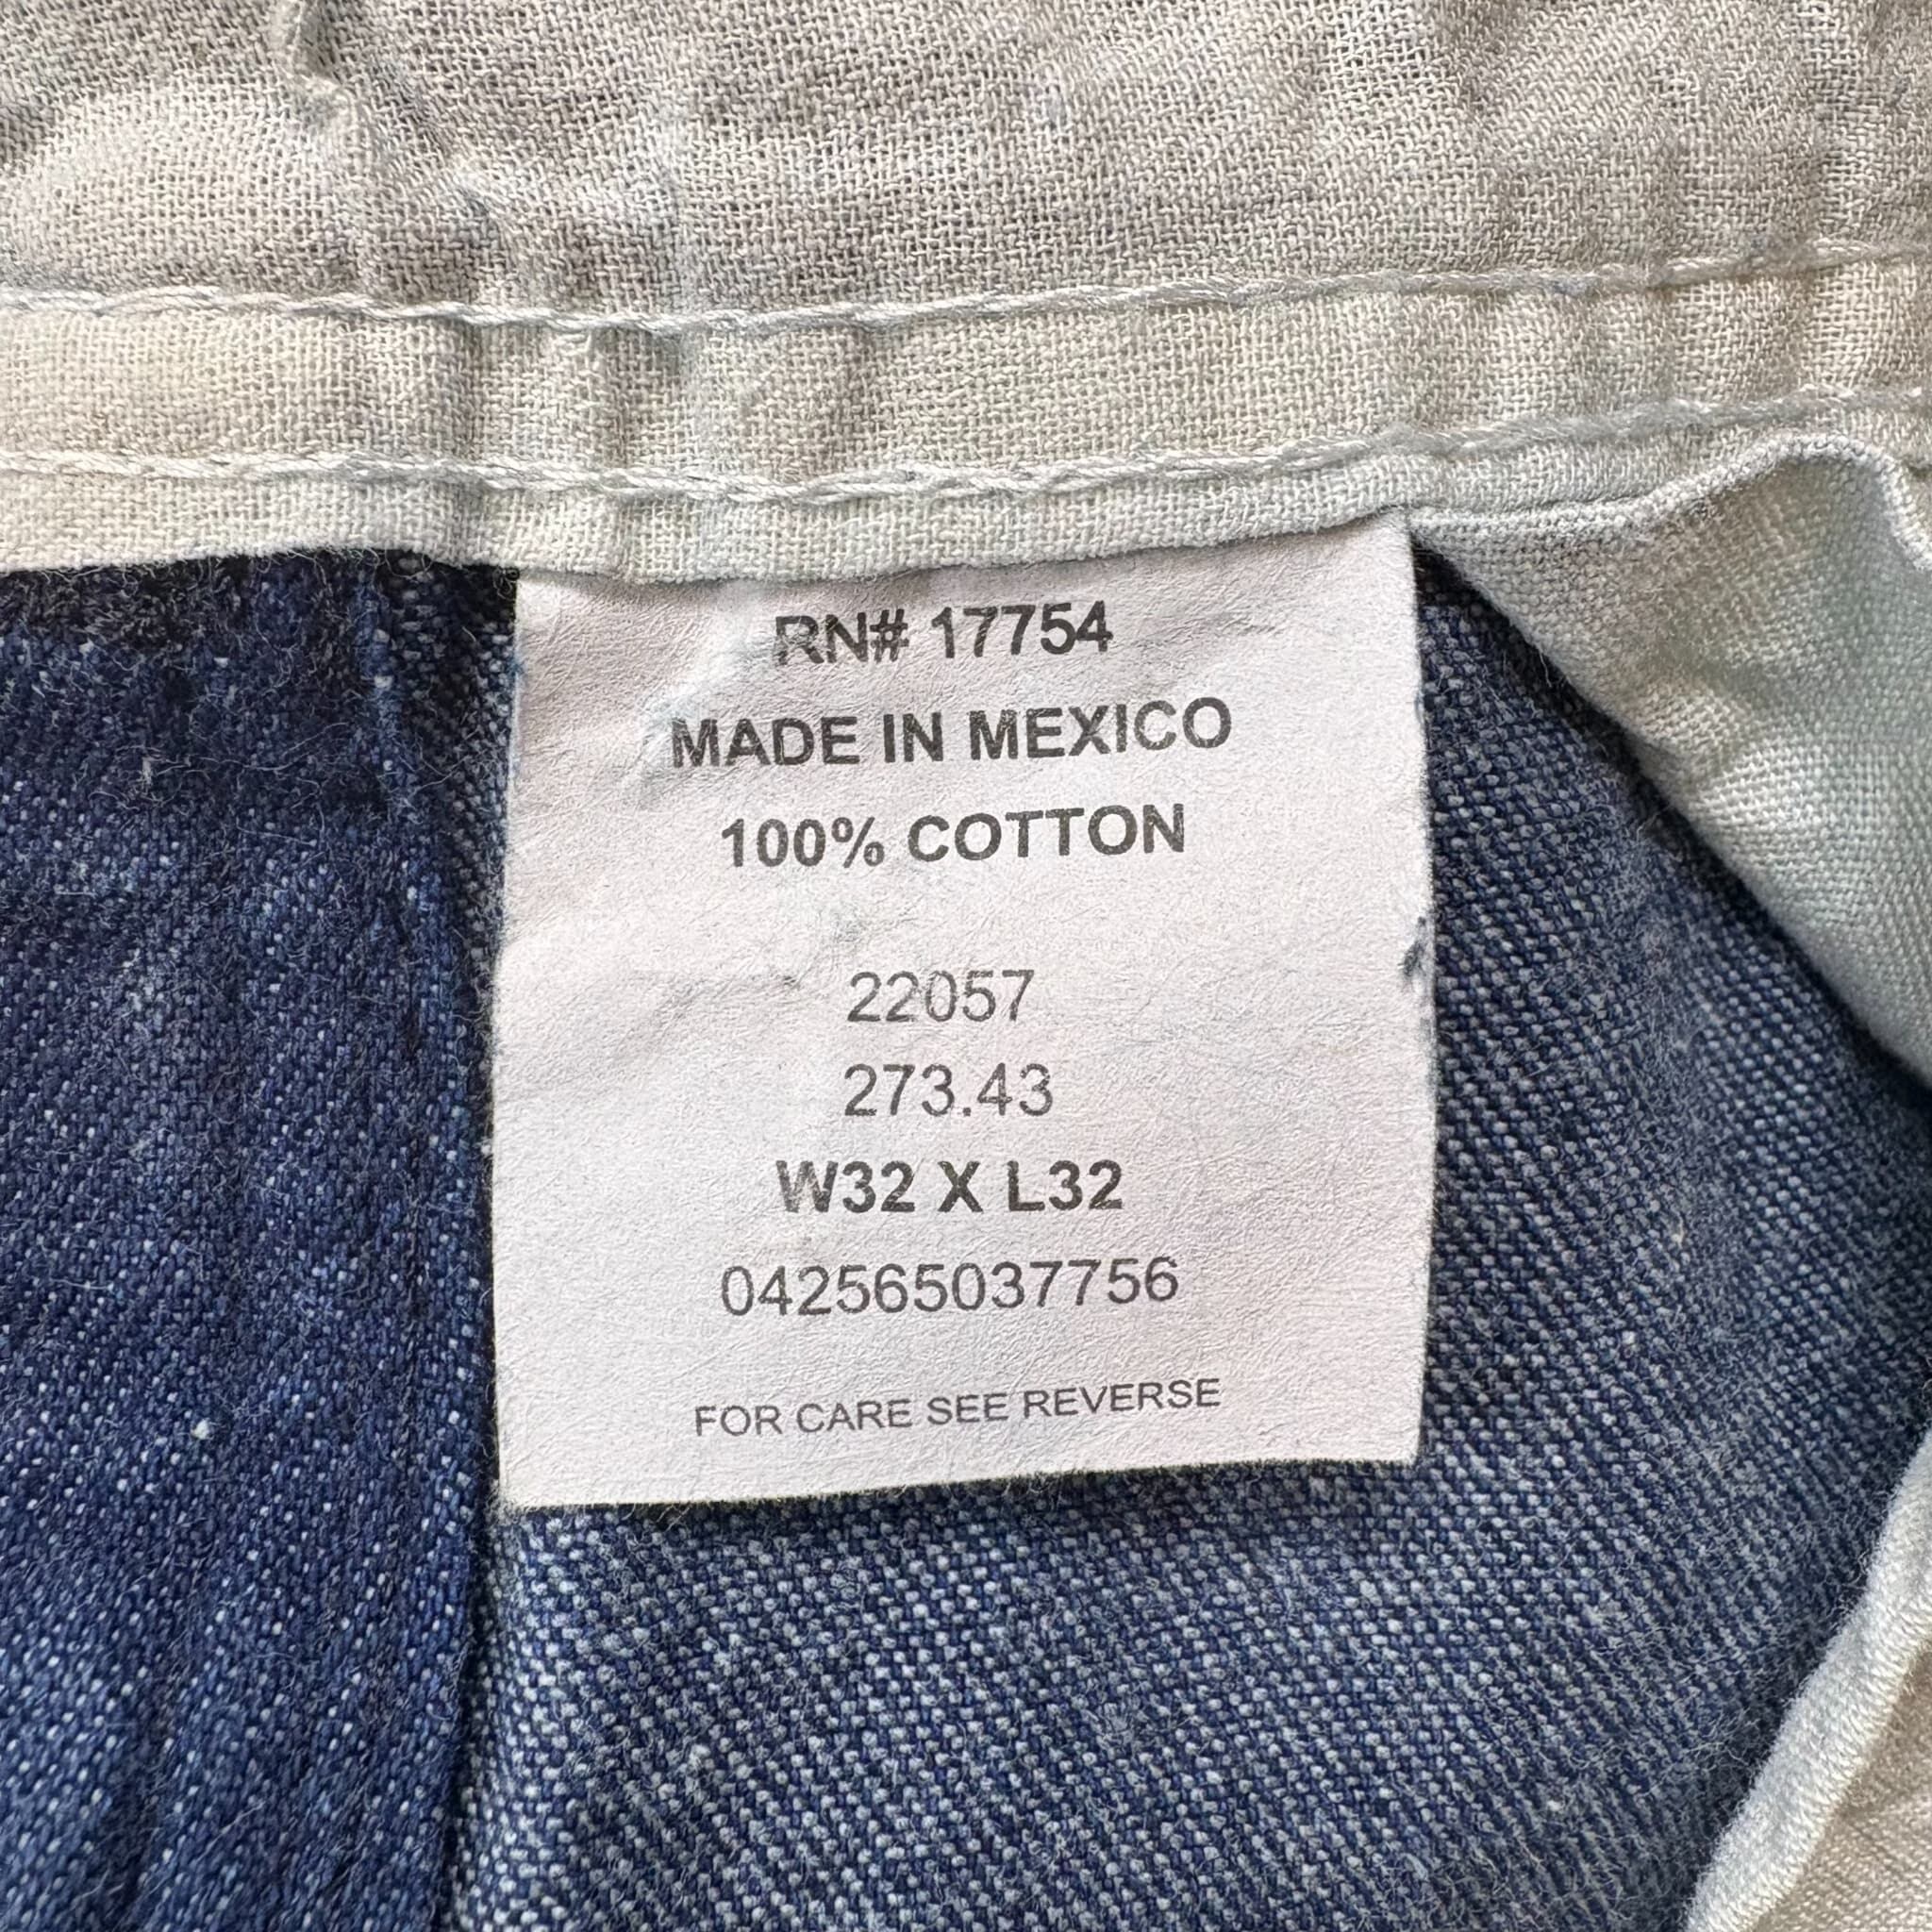 RN# 17754
MADE IN MEXICO
100% COTTON
22057
273.43
W32 X L32
042565037756
FOR CARE SEE REVERSE